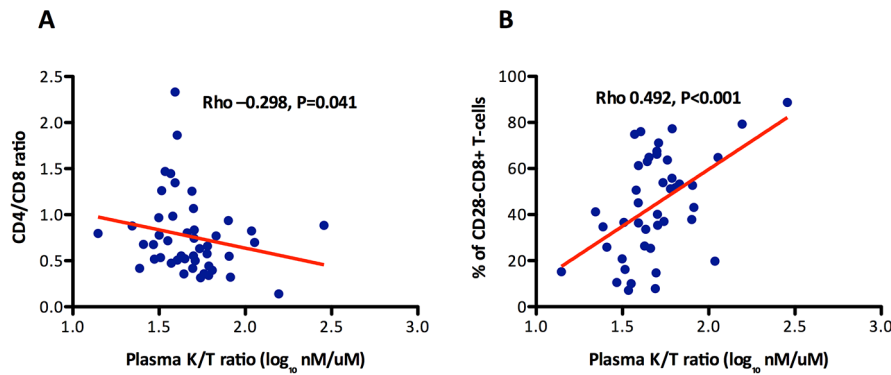 A
CD4/CD8 ratio
2.5
2.0
1.5
1.0
0.5
0.0
Rho –0.298, P=0.041
1.0 1.5 2.0 2.5 3.0
Plasma K/T ratio (log10 nM/uM)
B
% of CD28-CD8+ T-cells
100
80
60
40
20
0
Rho 0.492, P<0.001
1.0 1.5 2.0 2.5 3.0
Plasma K/T ratio (log10 nM/uM)